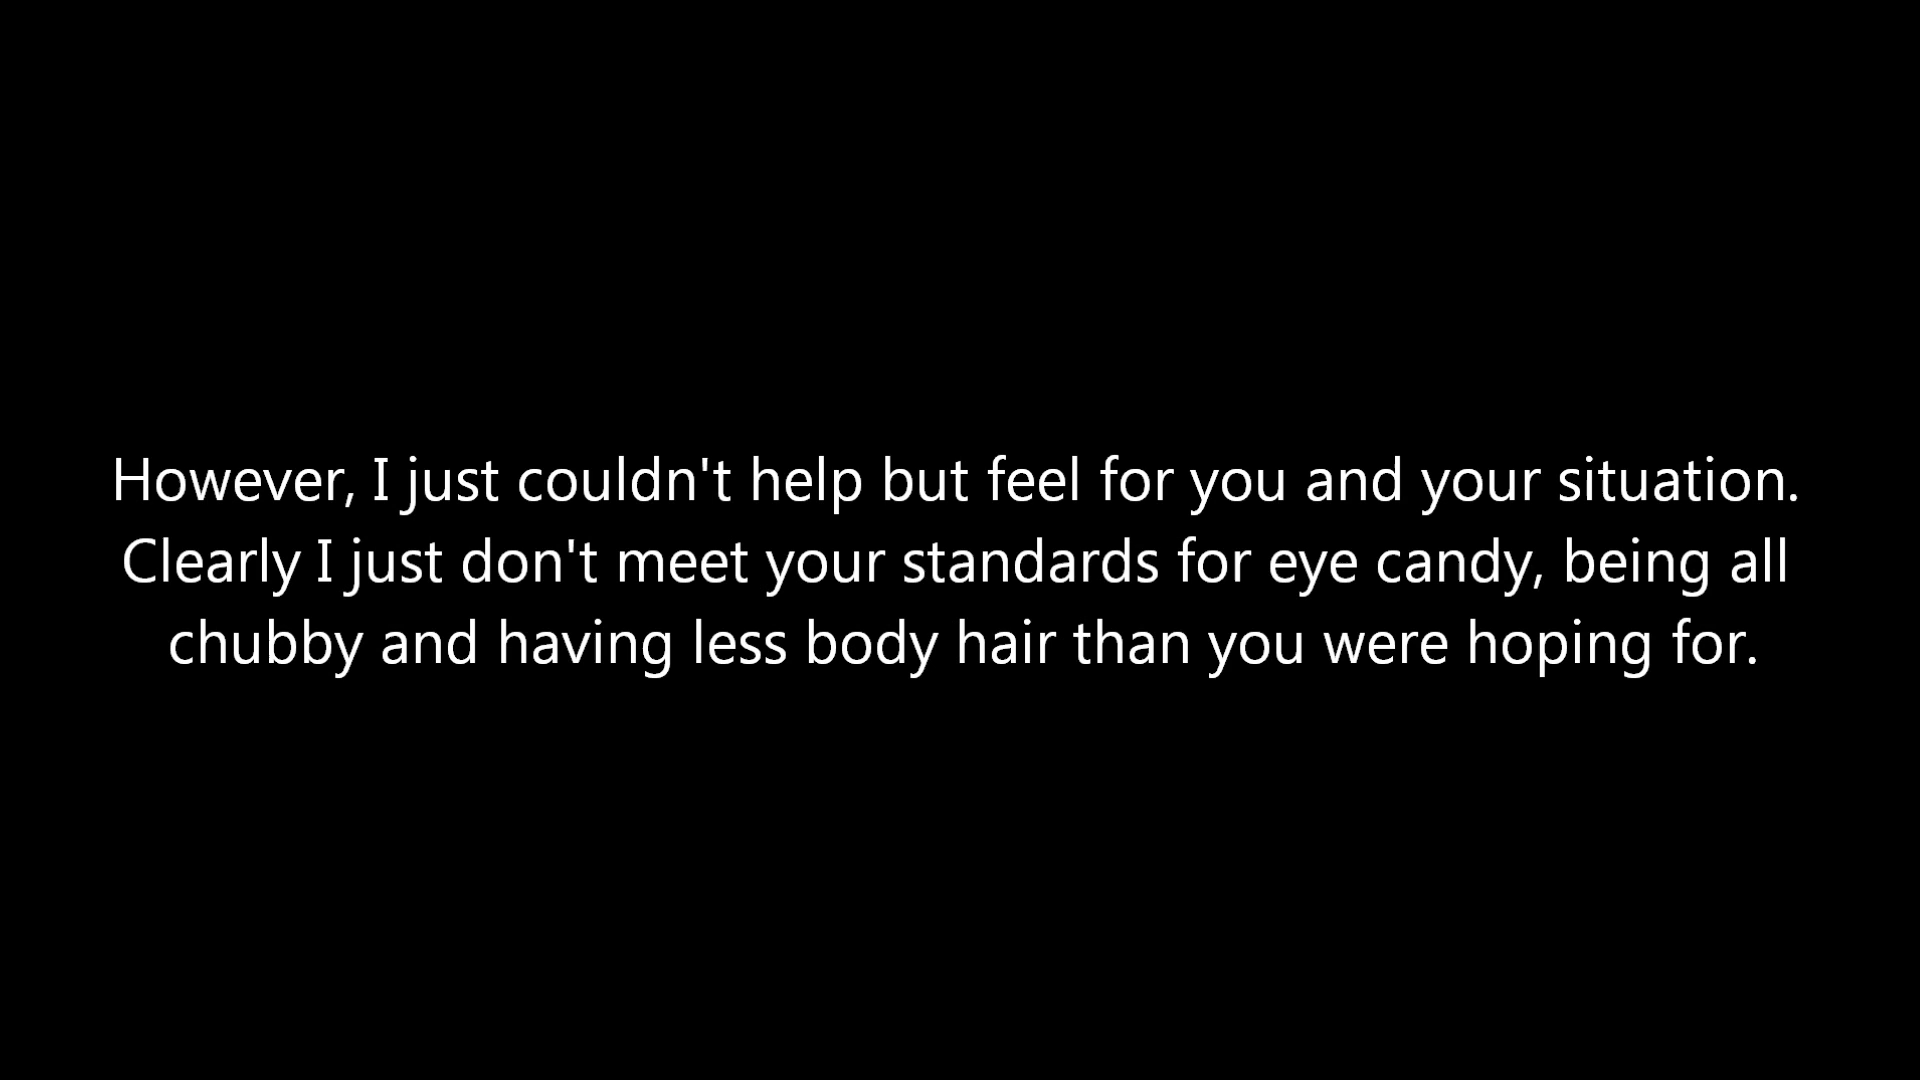 However, I just couldn't help but feel for you and your situation.
Clearly I just don't meet your standards for eye candy, being all
chubby and having less body hair than you were hoping for.